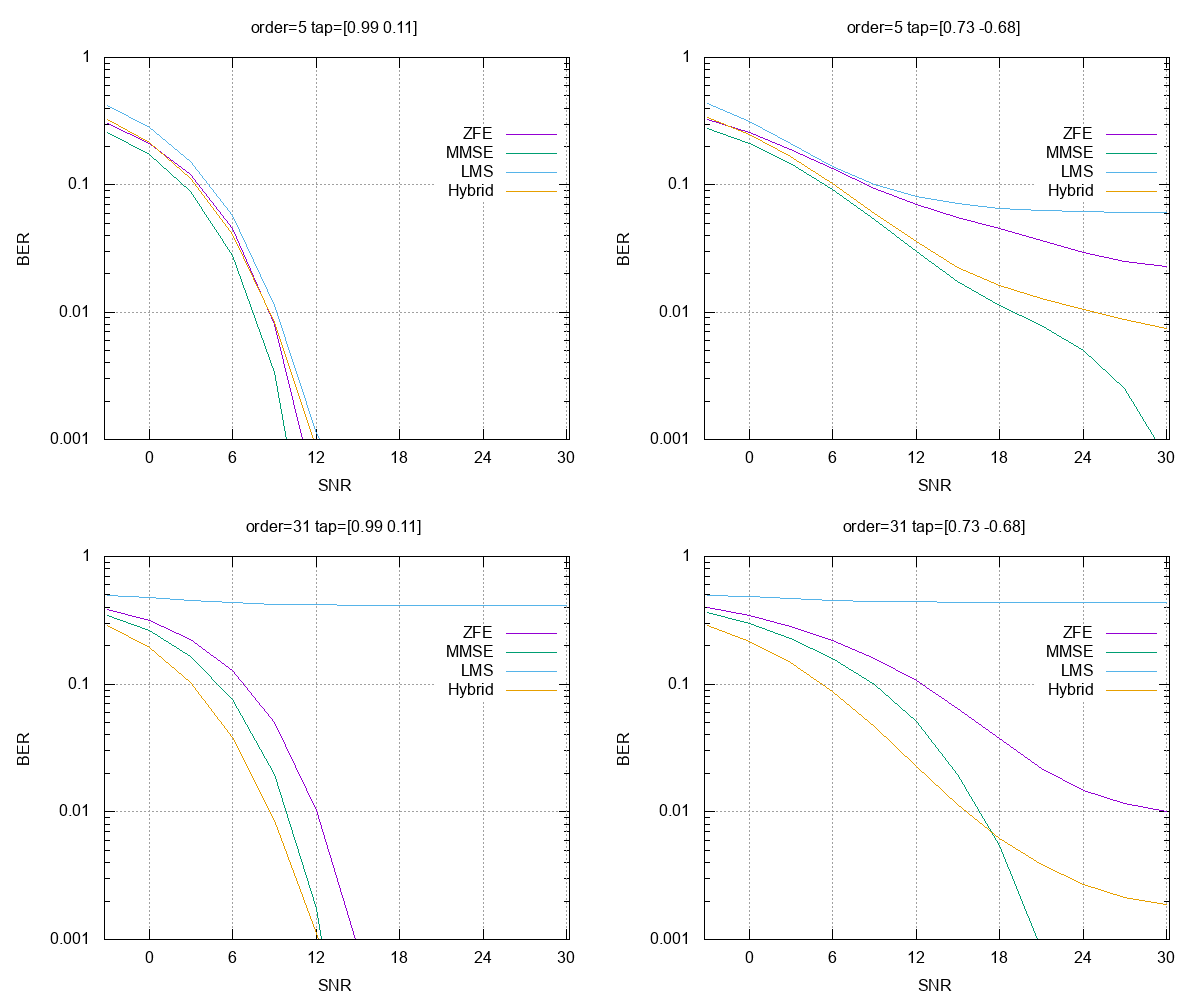 order=5 tap=[0.99 0.11]
1
0.1
0.01
0.001
BER
ZFE
MMSE
LMS
Hybrid
0 6 12 18 24 30
SNR
order=5 tap=[0.73 -0.68]
1
0.1
0.01
0.001
BER
ZFE
MMSE
LMS
Hybrid
0 6 12 18 24 30
SNR
order=31 tap=[0.99 0.11]
1
0.1
0.01
0.001
BER
ZFE
MMSE
LMS
Hybrid
0 6 12 18 24 30
SNR
order=31 tap=[0.73 -0.68]
1
0.1
0.01
0.001
BER
ZFE
MMSE
LMS
Hybrid
0 6 12 18 24 30
SNR